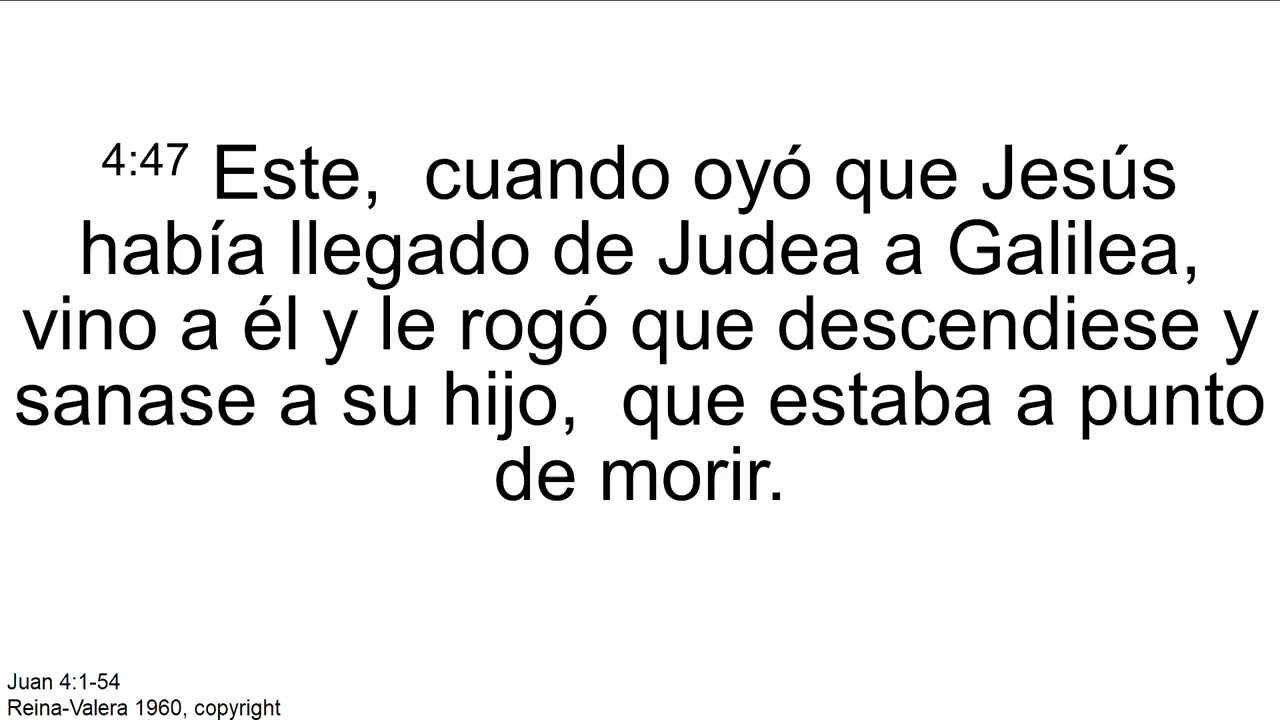 4:47 Este,  cuando oyó que Jesús
había llegado de Judea a Galilea,
vino a él y le rogó que descendiese y
sanase a su hijo,  que estaba a punto
de morir.
Juan 4:1-54
Reina-Valera 1960, copyright